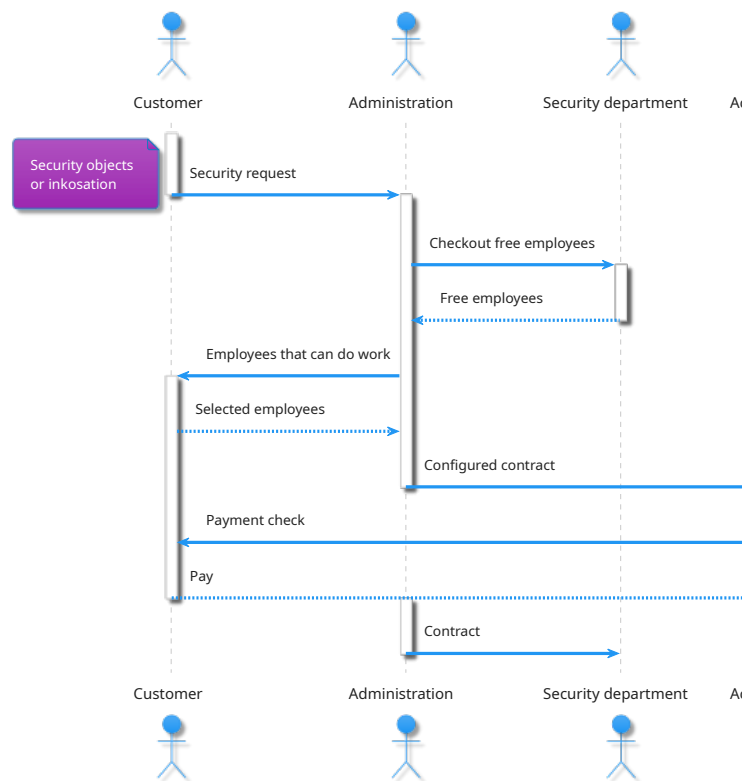 Customer
Administration
Security department
Security objects
or inkosation
Security request
Checkout free employees
Free employees
Employees that can do work
Selected employees
Configured contract
Payment check
Pay
Contract
Customer
Administration
Security department